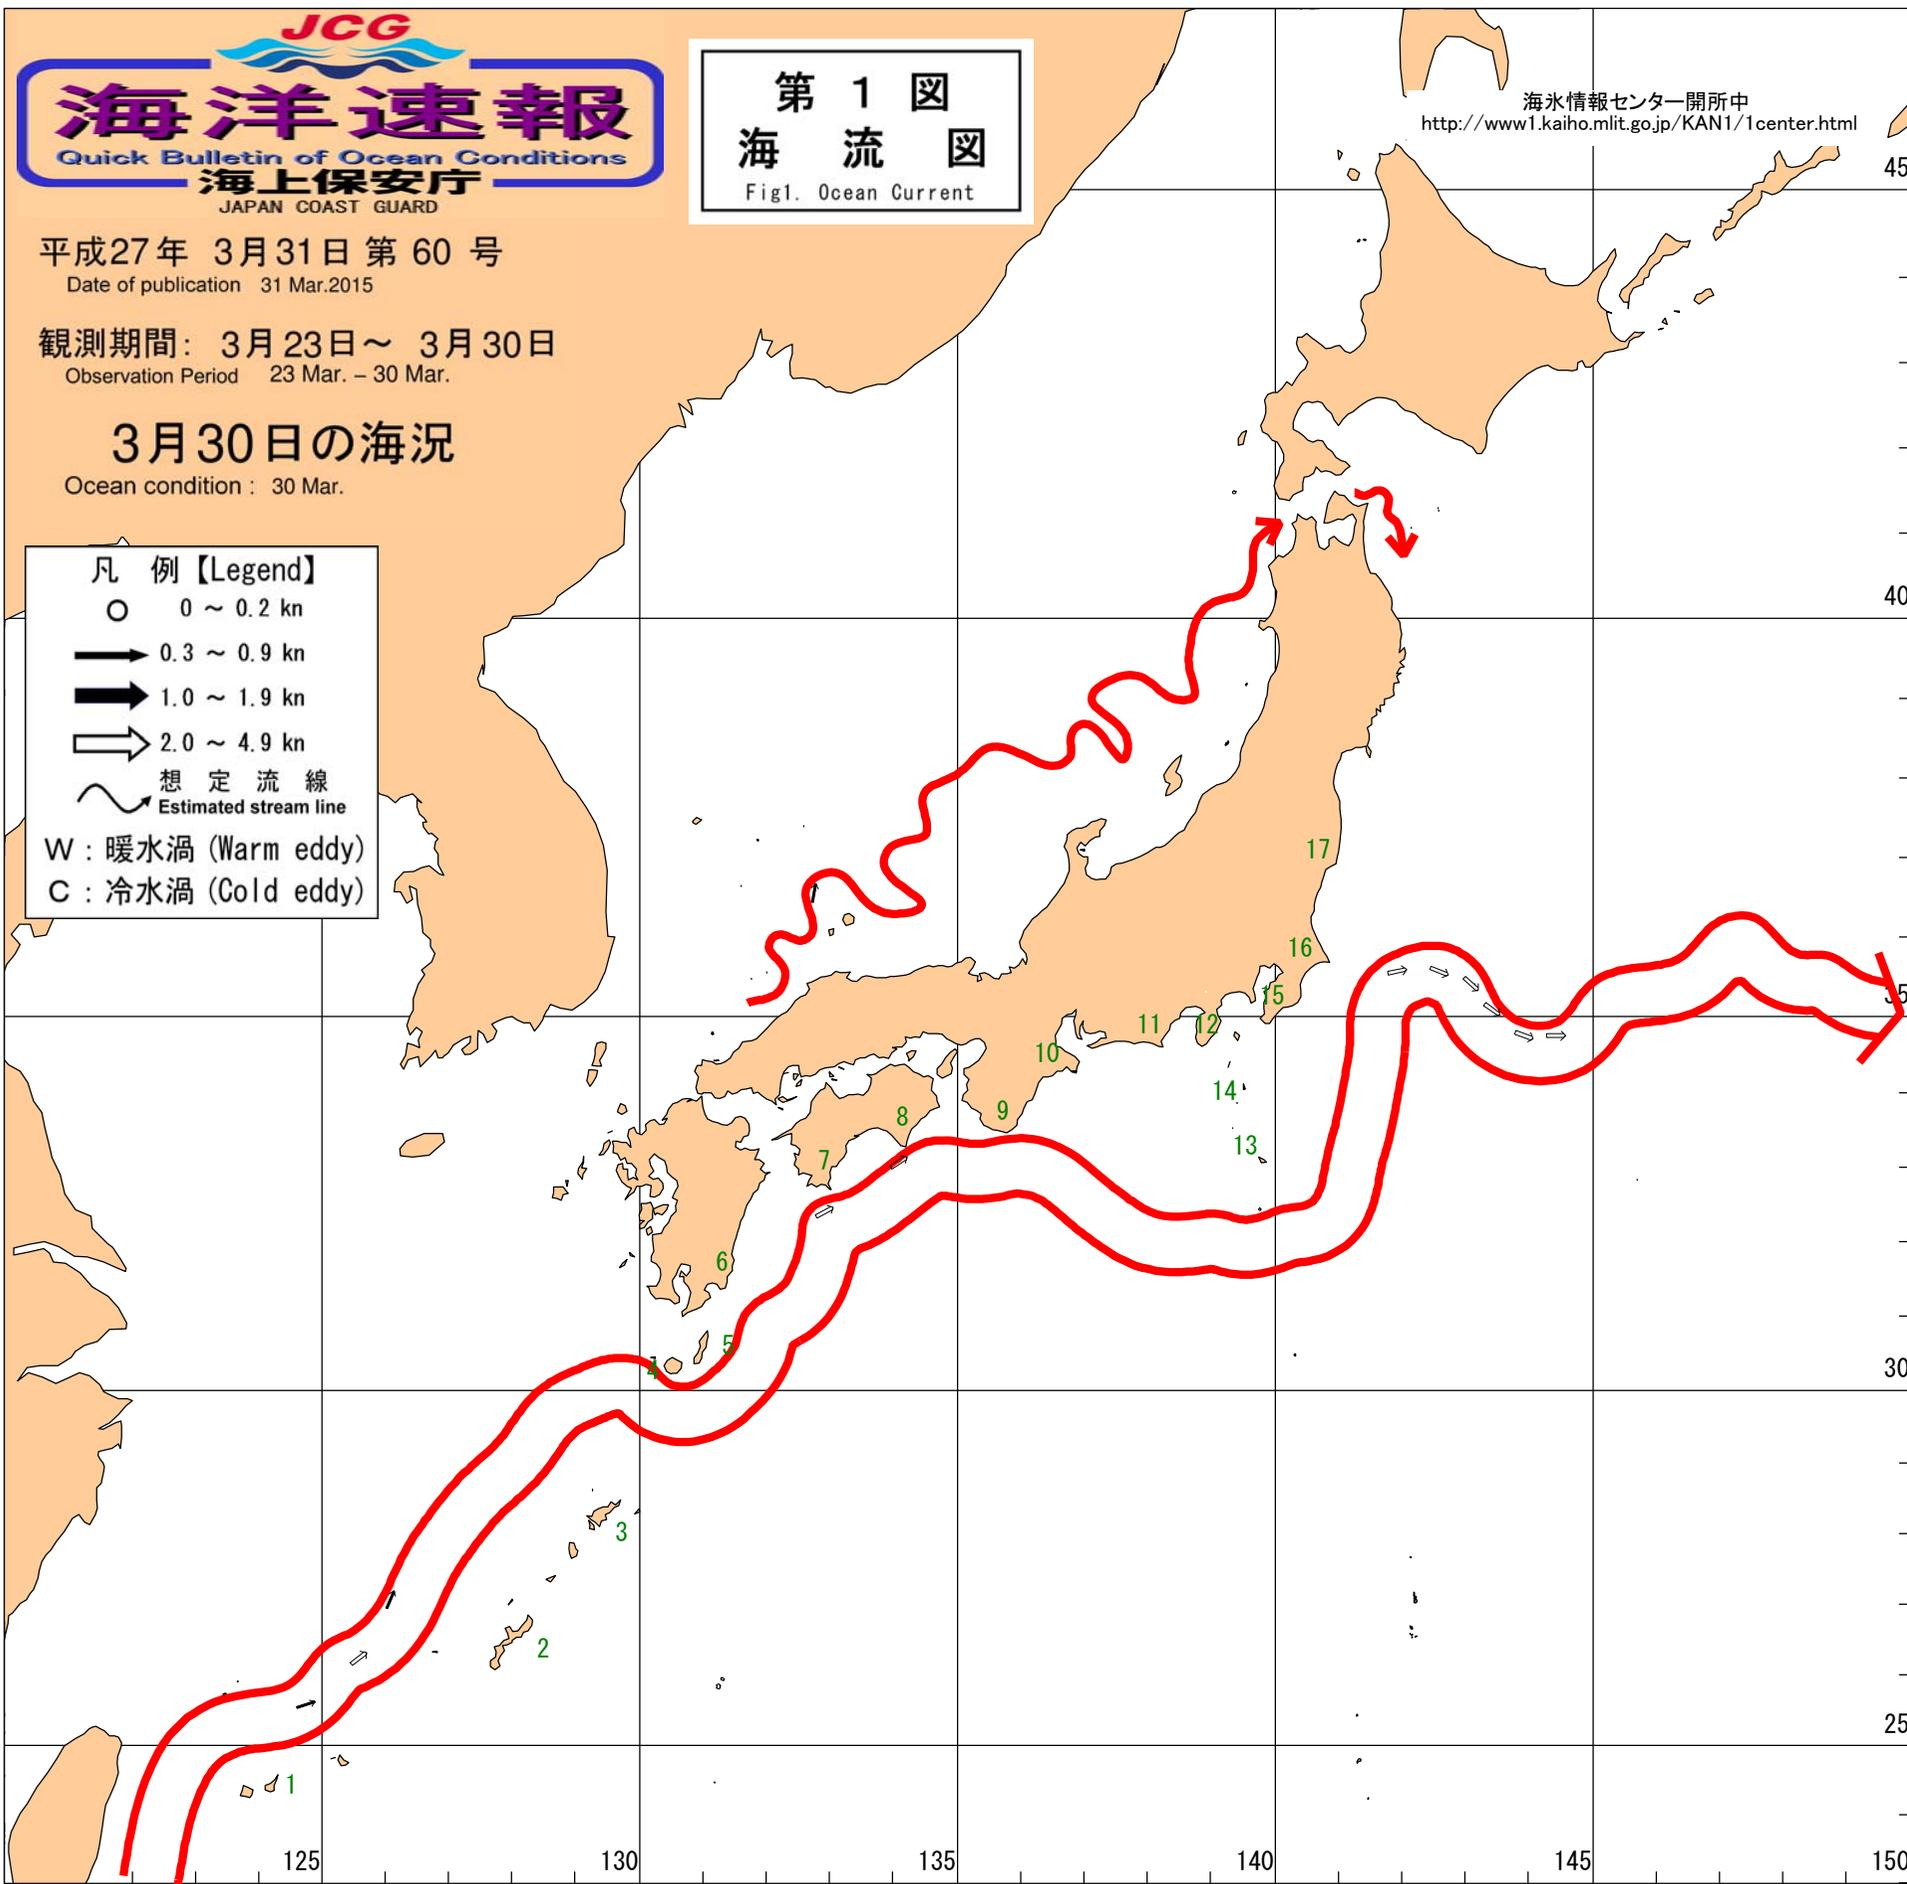 JCG
海洋速報
Quick Bulletin of Ocean Conditions
海上保安庁
JAPAN COAST GUARD
第 1 図
海 流 図
Fig1. Ocean Current
海氷情報センター開所中
http://www1.kaiho.mlit.go.jp/KAN1/1center.html
平成27年 3月31日 第 60 号
Date of publication 31 Mar.2015
観測期間: 3月23日～ 3月30日
Observation Period 23 Mar. – 30 Mar.
3月30日の海況
Ocean condition : 30 Mar.
凡 例【Legend】
0 ～ 0.2 kn
0.3 ～ 0.9 kn
1.0 ～ 1.9 kn
2.0 ～ 4.9 kn
想 定 流 線
Estimated stream line
W : 暖水渦 (Warm eddy)
C : 冷水渦 (Cold eddy)
45
40
35
30
25
17
16
15
12
11
10
14
9
8
13
7
6
5
4
3
2
1
125
130
135
140
145
150